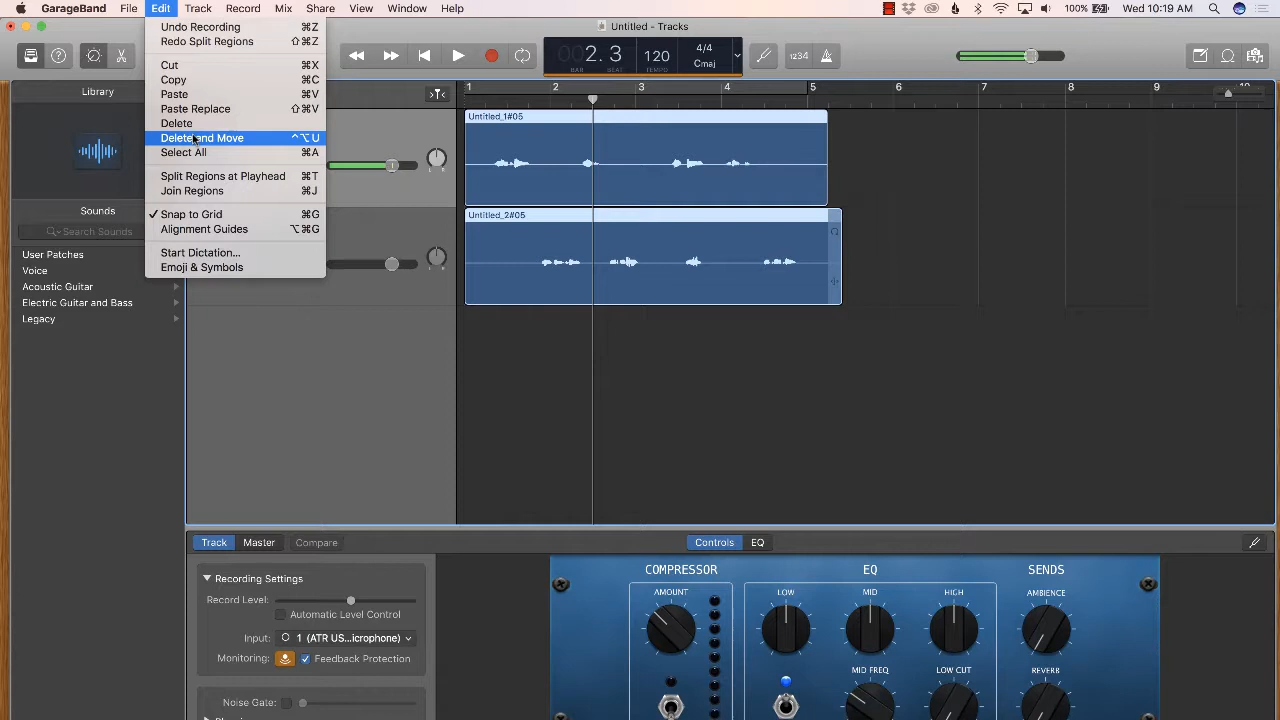 GarageBand File Edit Track Record Mix Share View Window Help 100% Wed 10:19 AM
Untitled - Tracks
Undo Recording ⌘Z
Redo Split Regions ⇧⌘Z
Cut ⌘X
Copy ⌘C
Paste ⌘V
Paste Replace ⇧⌘V
Delete
Delete and Move ⌃⌥U
Select All ⌘A
Split Regions at Playhead ⌘T
Join Regions ⌘J
✓ Snap to Grid ⌘G
Alignment Guides ⌥⌘G
Start Dictation...
Emoji & Symbols
002.3 120 4/4 Cmaj
BAR BEAT TEMPO
1234
Library
Sounds
Search Sounds
User Patches
Voice
Acoustic Guitar
Electric Guitar and Bass
Legacy
1 2 3 4 5 6 7 8 9 10
Untitled_1#05
Untitled_2#05
Track Master Compare Controls EQ
Recording Settings
Record Level:
Automatic Level Control
Input: 1 (ATR US...icrophone)
Monitoring: Feedback Protection
Noise Gate:
COMPRESSOR EQ SENDS
AMOUNT LOW MID HIGH AMBIENCE
MID FREQ LOW CUT REVERB